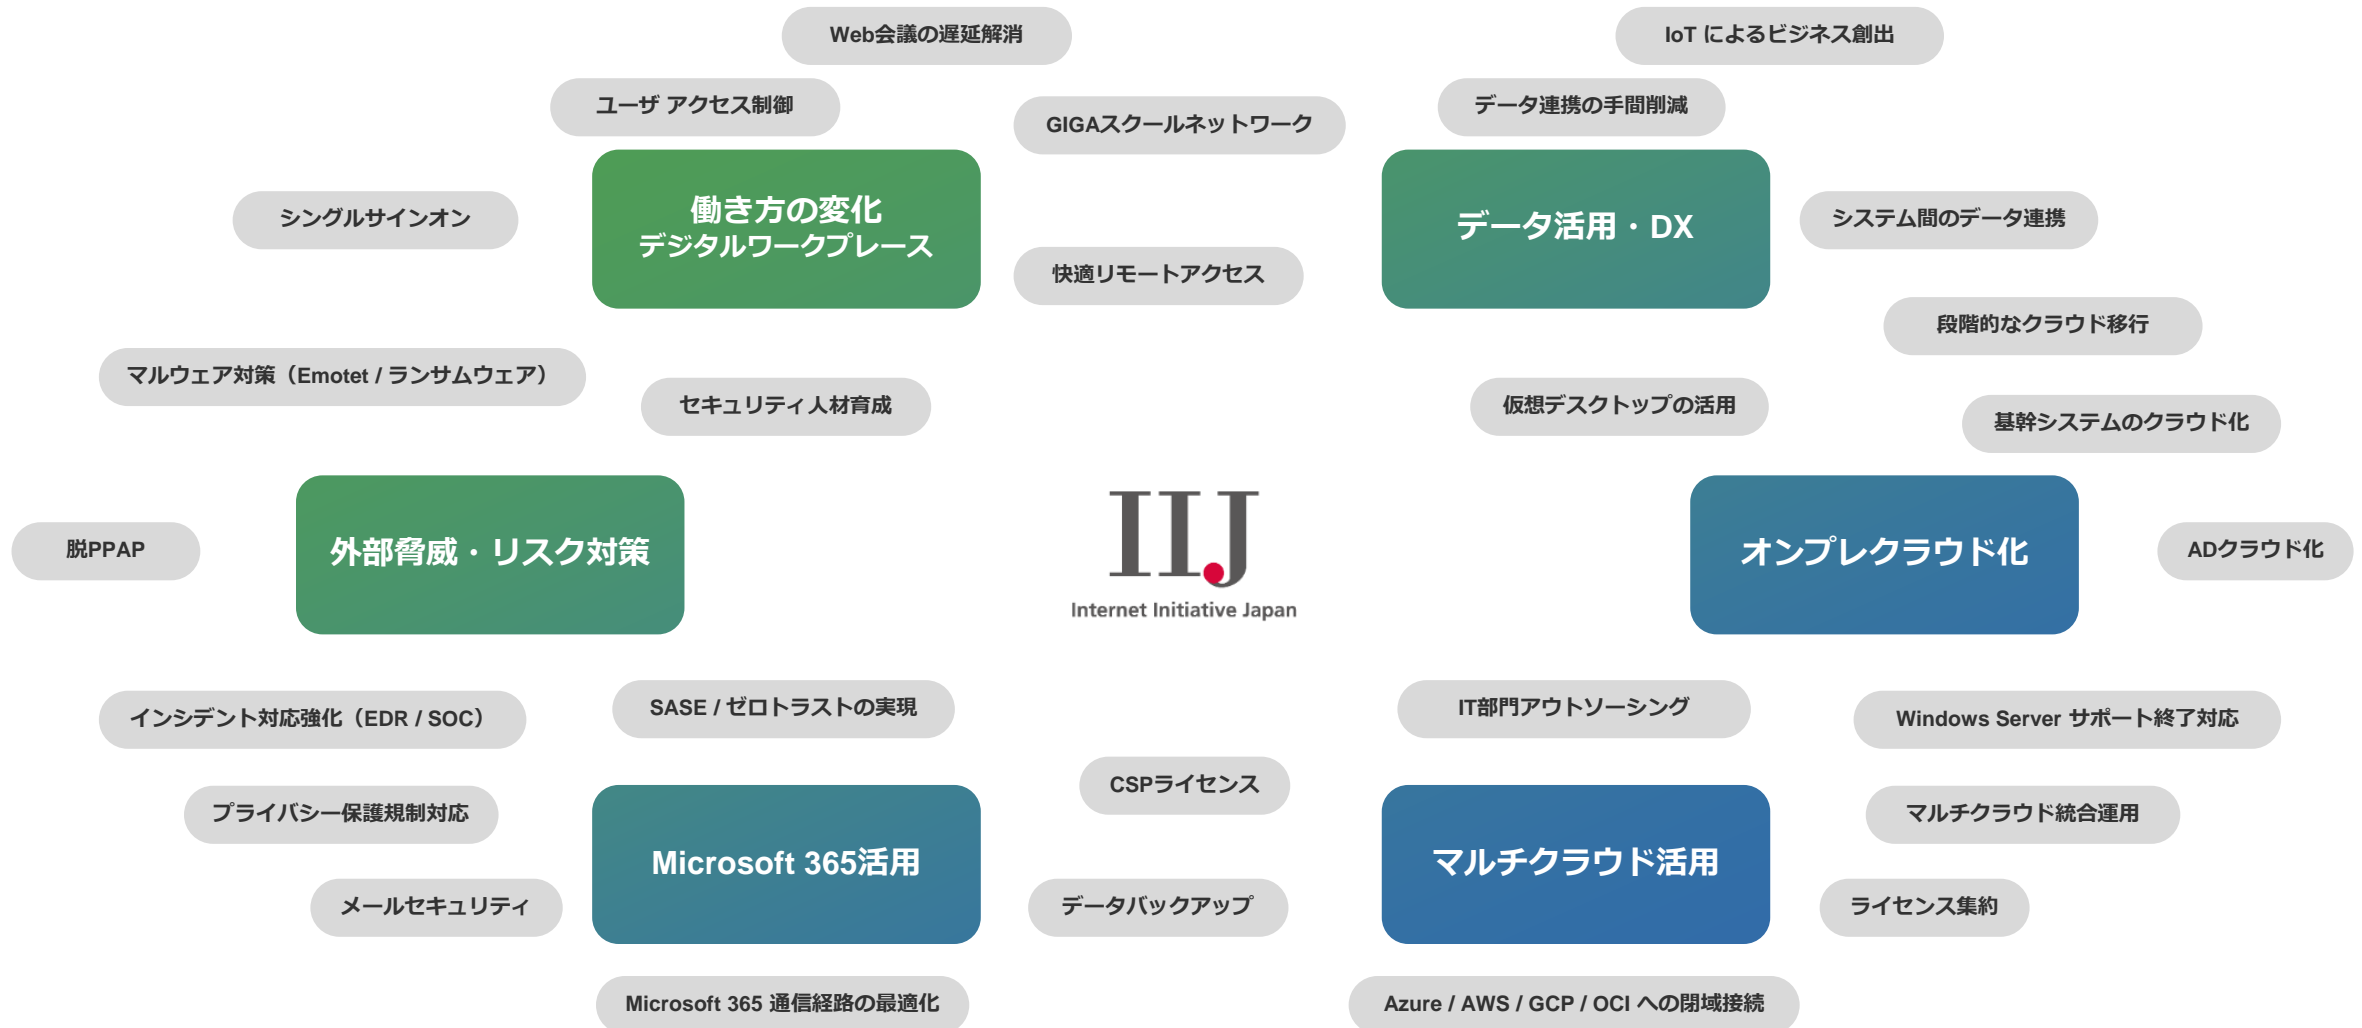 Web会議の遅延解消
IoT によるビジネス創出
ユーザ アクセス制御
GIGAスクールネットワーク
データ連携の手間削減
働き方の変化
デジタルワークプレース
データ活用・DX
シングルサインオン
システム間のデータ連携
快適リモートアクセス
段階的なクラウド移行
マルウェア対策（Emotet / ランサムウェア）
セキュリティ人材育成
仮想デスクトップの活用
基幹システムのクラウド化
脱PPAP
外部脅威・リスク対策
IIJ
Internet Initiative Japan
オンプレクラウド化
ADクラウド化
インシデント対応強化（EDR / SOC）
SASE / ゼロトラストの実現
IT部門アウトソーシング
Windows Server サポート終了対応
CSPライセンス
プライバシー保護規制対応
マルチクラウド統合運用
Microsoft 365活用
マルチクラウド活用
メールセキュリティ
データバックアップ
ライセンス集約
Microsoft 365 通信経路の最適化
Azure / AWS / GCP / OCI への閉域接続